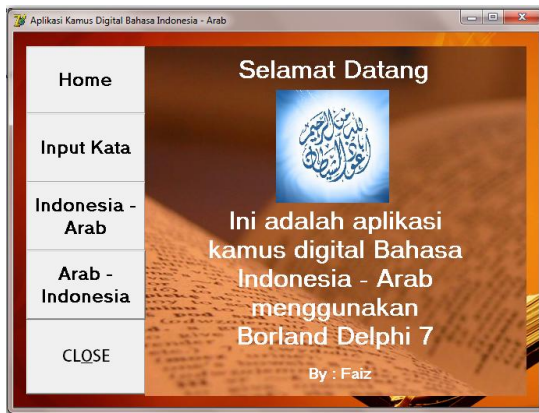 Aplikasi Kamus Digital Bahasa Indonesia - Arab
Home
Input Kata
Indonesia -
Arab
Arab -
Indonesia
CLOSE
Selamat Datang
Ini adalah aplikasi
kamus digital Bahasa
Indonesia - Arab
menggunakan
Borland Delphi 7
By : Faiz